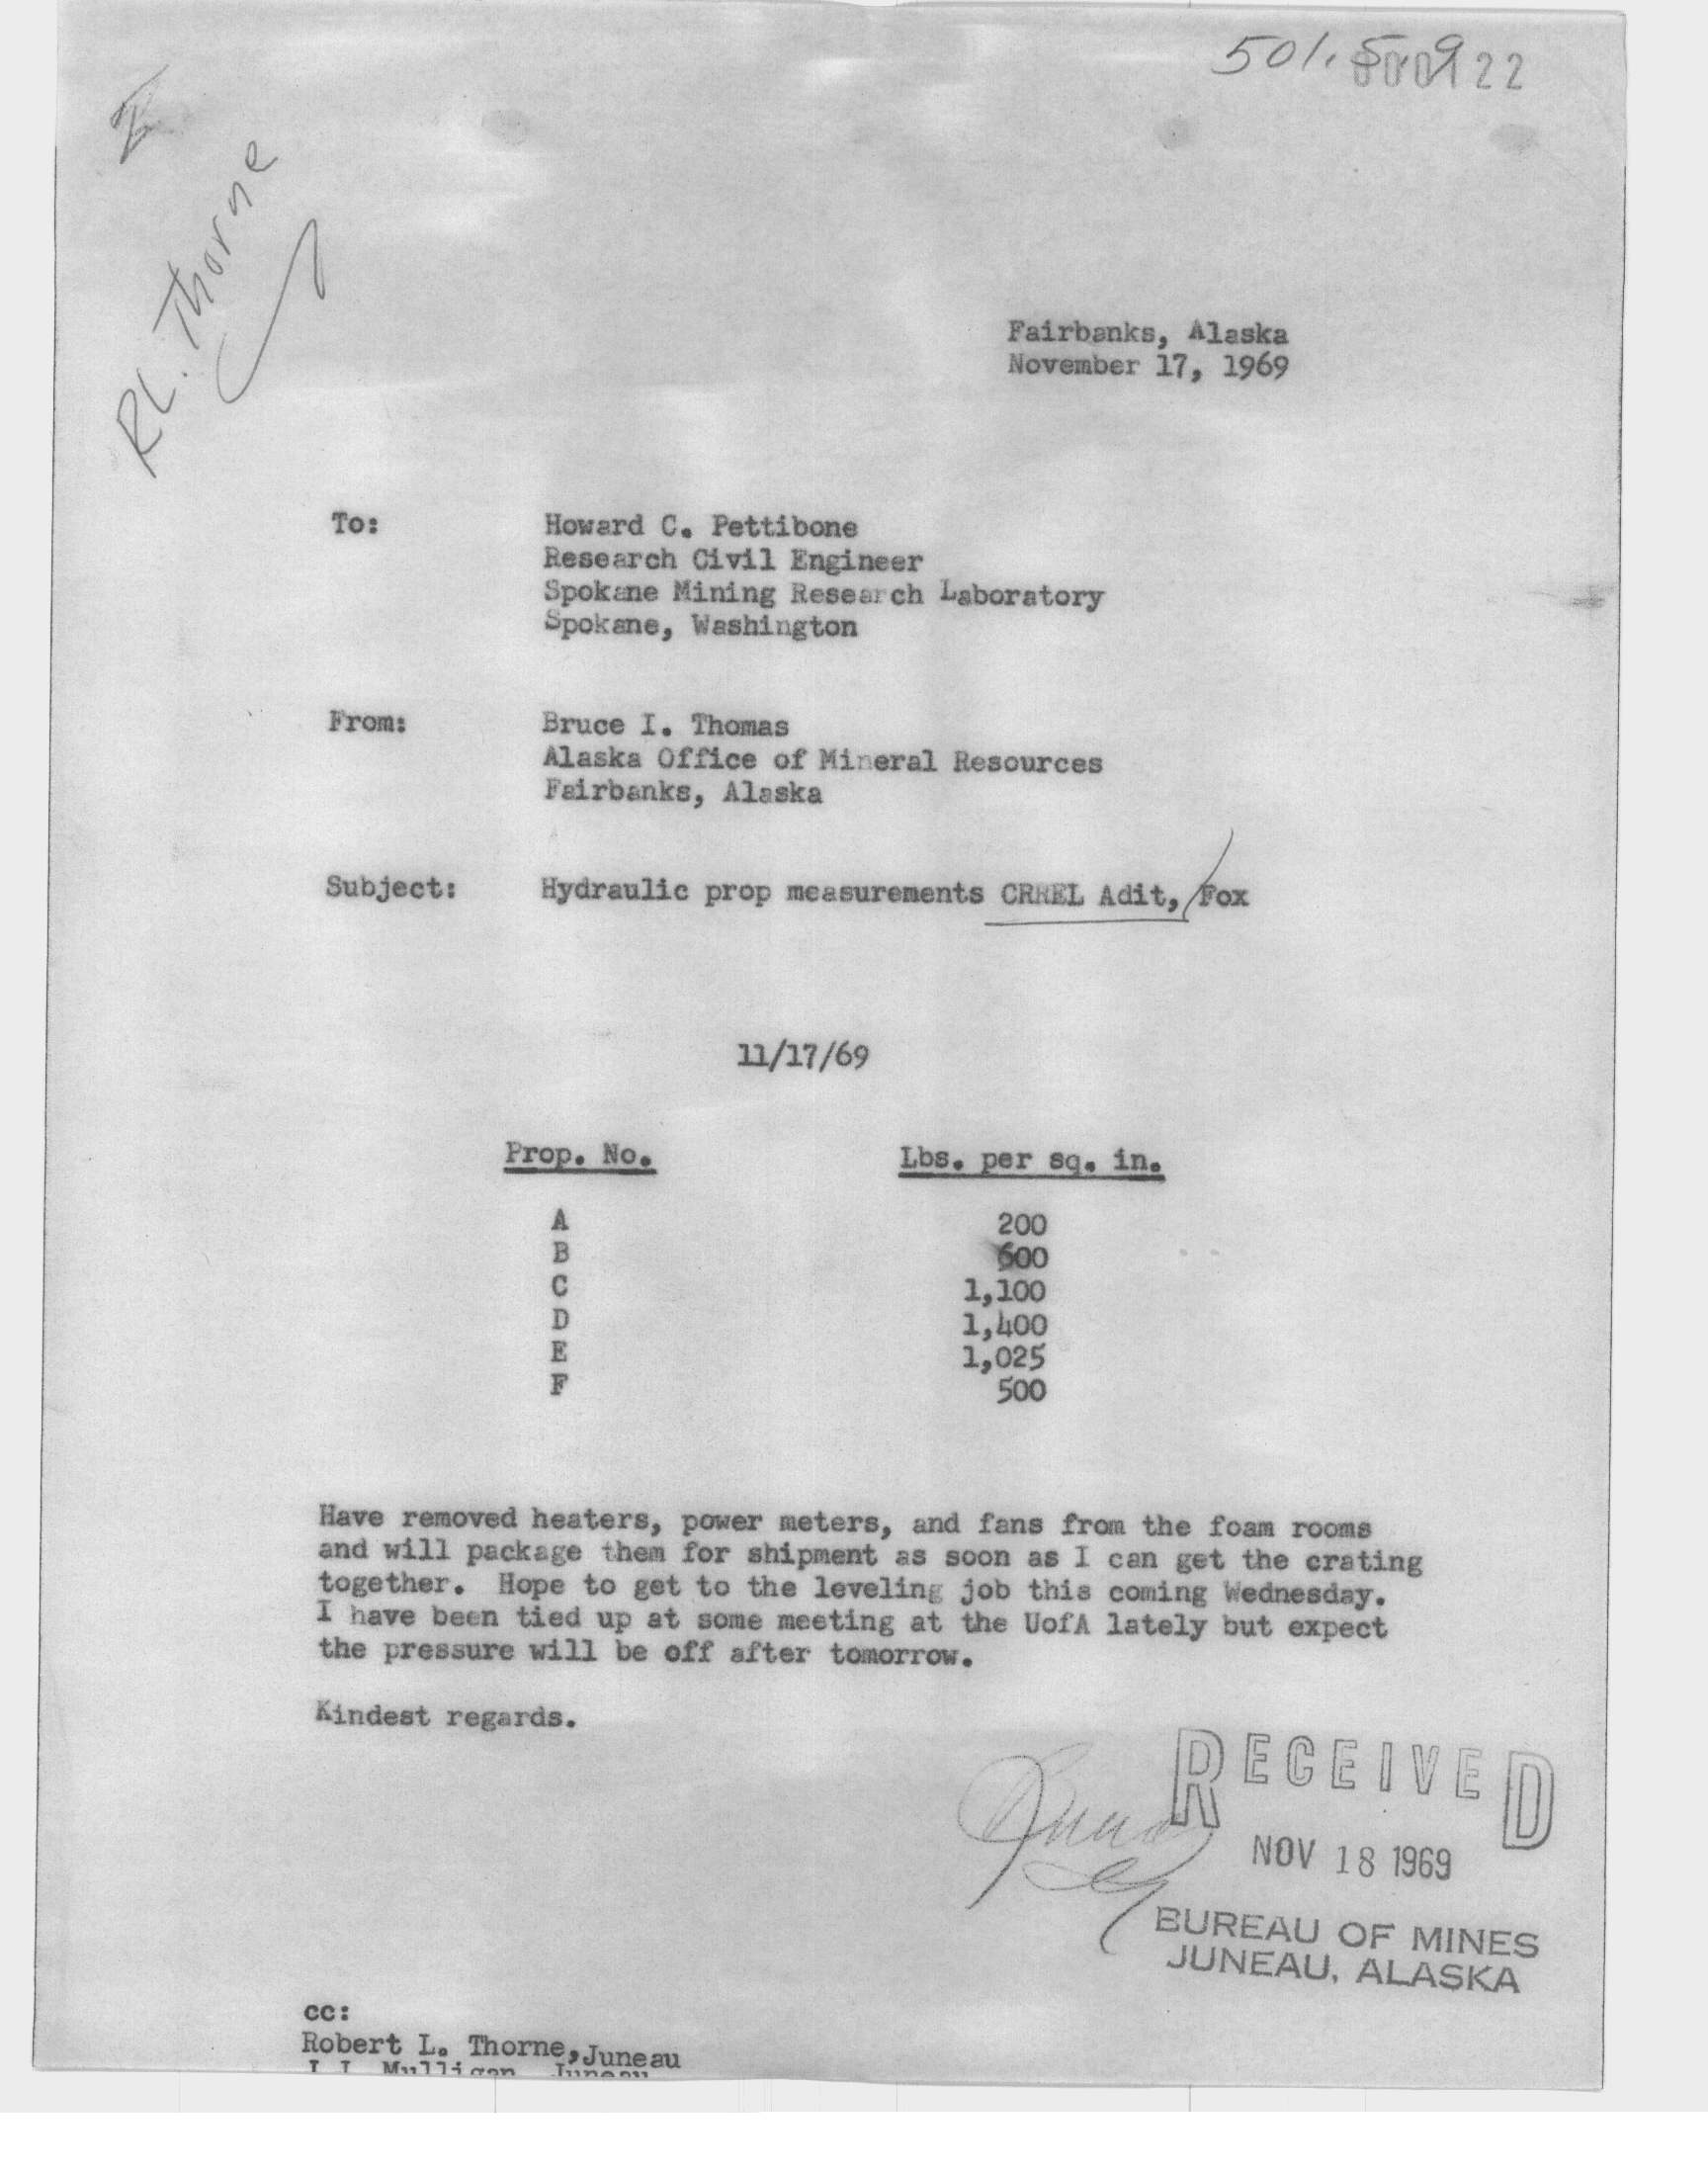 501.5.9
22
RL. Thorne
Fairbanks, Alaska
November 17, 1969
To: Howard C. Pettibone
Research Civil Engineer
Spokane Mining Research Laboratory
Spokane, Washington
From: Bruce I. Thomas
Alaska Office of Mineral Resources
Fairbanks, Alaska
Subject: Hydraulic prop measurements CRREL Adit, Fox
11/17/69
Prop. No. Lbs. per sq. in.
A 200
B 600
C 1,100
D 1,400
E 1,025
F 500
Have removed heaters, power meters, and fans from the foam rooms
and will package them for shipment as soon as I can get the crating
together. Hope to get to the leveling job this coming Wednesday.
I have been tied up at some meeting at the UofA lately but expect
the pressure will be off after tomorrow.
Kindest regards.
Bruce
RECEIVED
NOV 18 1969
BUREAU OF MINES
JUNEAU, ALASKA
cc:
Robert L. Thorne, Juneau
Mulligan Juneau